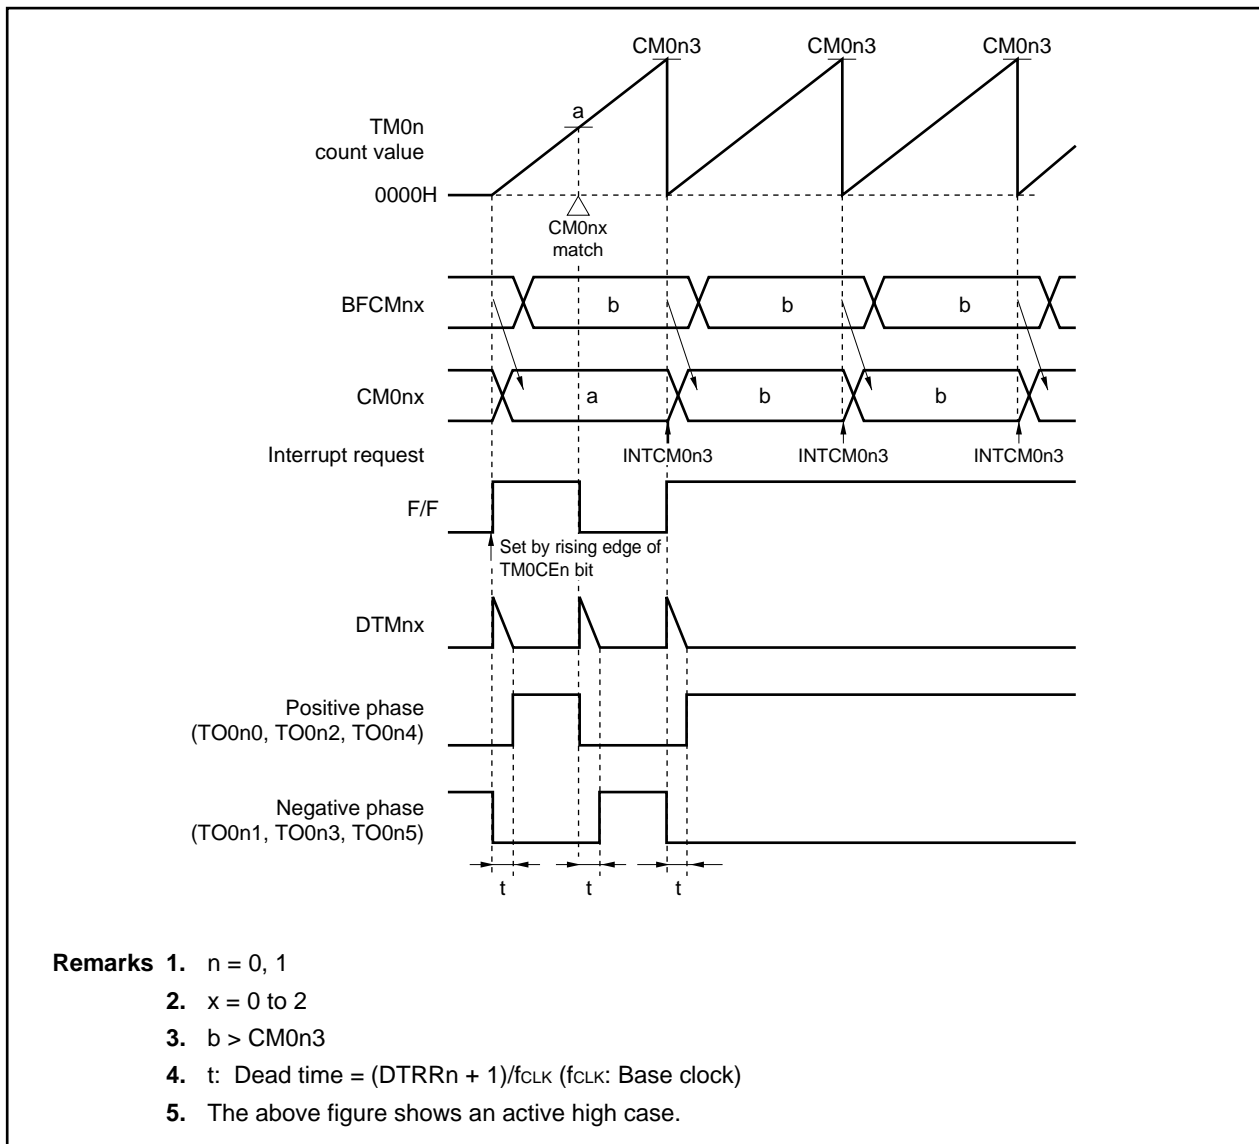 CM0n3 CM0n3 CM0n3
a
TM0n
count value
0000H
CM0nx
match
BFCMnx b b b
CM0nx a b b
Interrupt request INTCM0n3 INTCM0n3 INTCM0n3
F/F
Set by rising edge of
TM0CEn bit
DTMnx
Positive phase
(TO0n0, TO0n2, TO0n4)
Negative phase
(TO0n1, TO0n3, TO0n5)
t t t
Remarks 1. n = 0, 1
2. x = 0 to 2
3. b > CM0n3
4. t: Dead time = (DTRRn + 1)/fCLK (fCLK: Base clock)
5. The above figure shows an active high case.